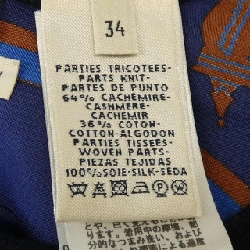 34
PARTIES TRICOTEES-
PARTS KNIT-
PARTES DE PUNTO
64% CACHEMIRE-
CASHMERE-
CACHEMIR
36% COTON-
COTTON-ALGODON
PARTIES TISSEES-
WOVEN PARTS-
PIEZAS TEJIDAS
100%SOIE-SILK-SEDA